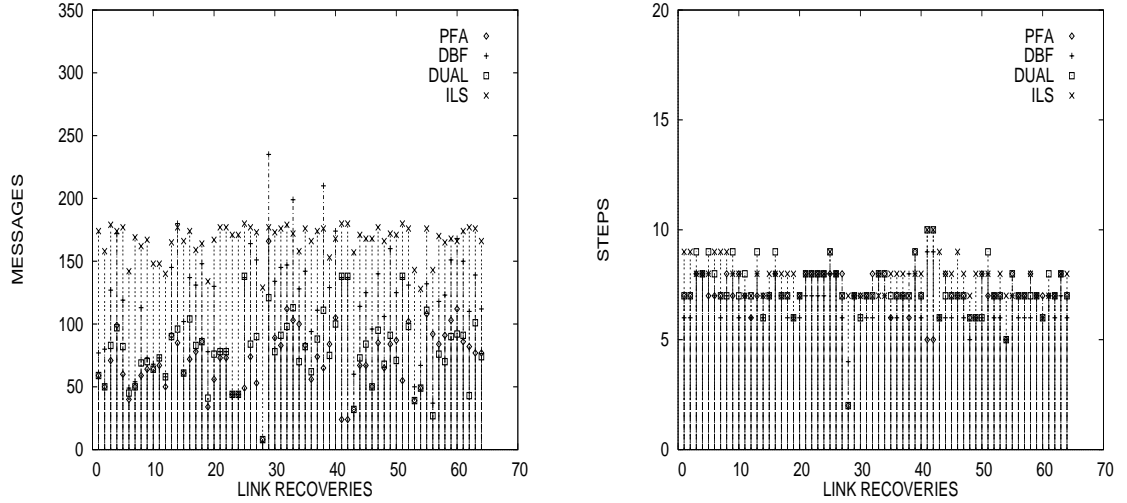 350
300
250
200
150
100
50
0
MESSAGES
PFA
DBF
DUAL
ILS
0 10 20 30 40 50 60 70
LINK RECOVERIES
20
15
10
5
0
STEPS
PFA
DBF
DUAL
ILS
0 10 20 30 40 50 60 70
LINK RECOVERIES